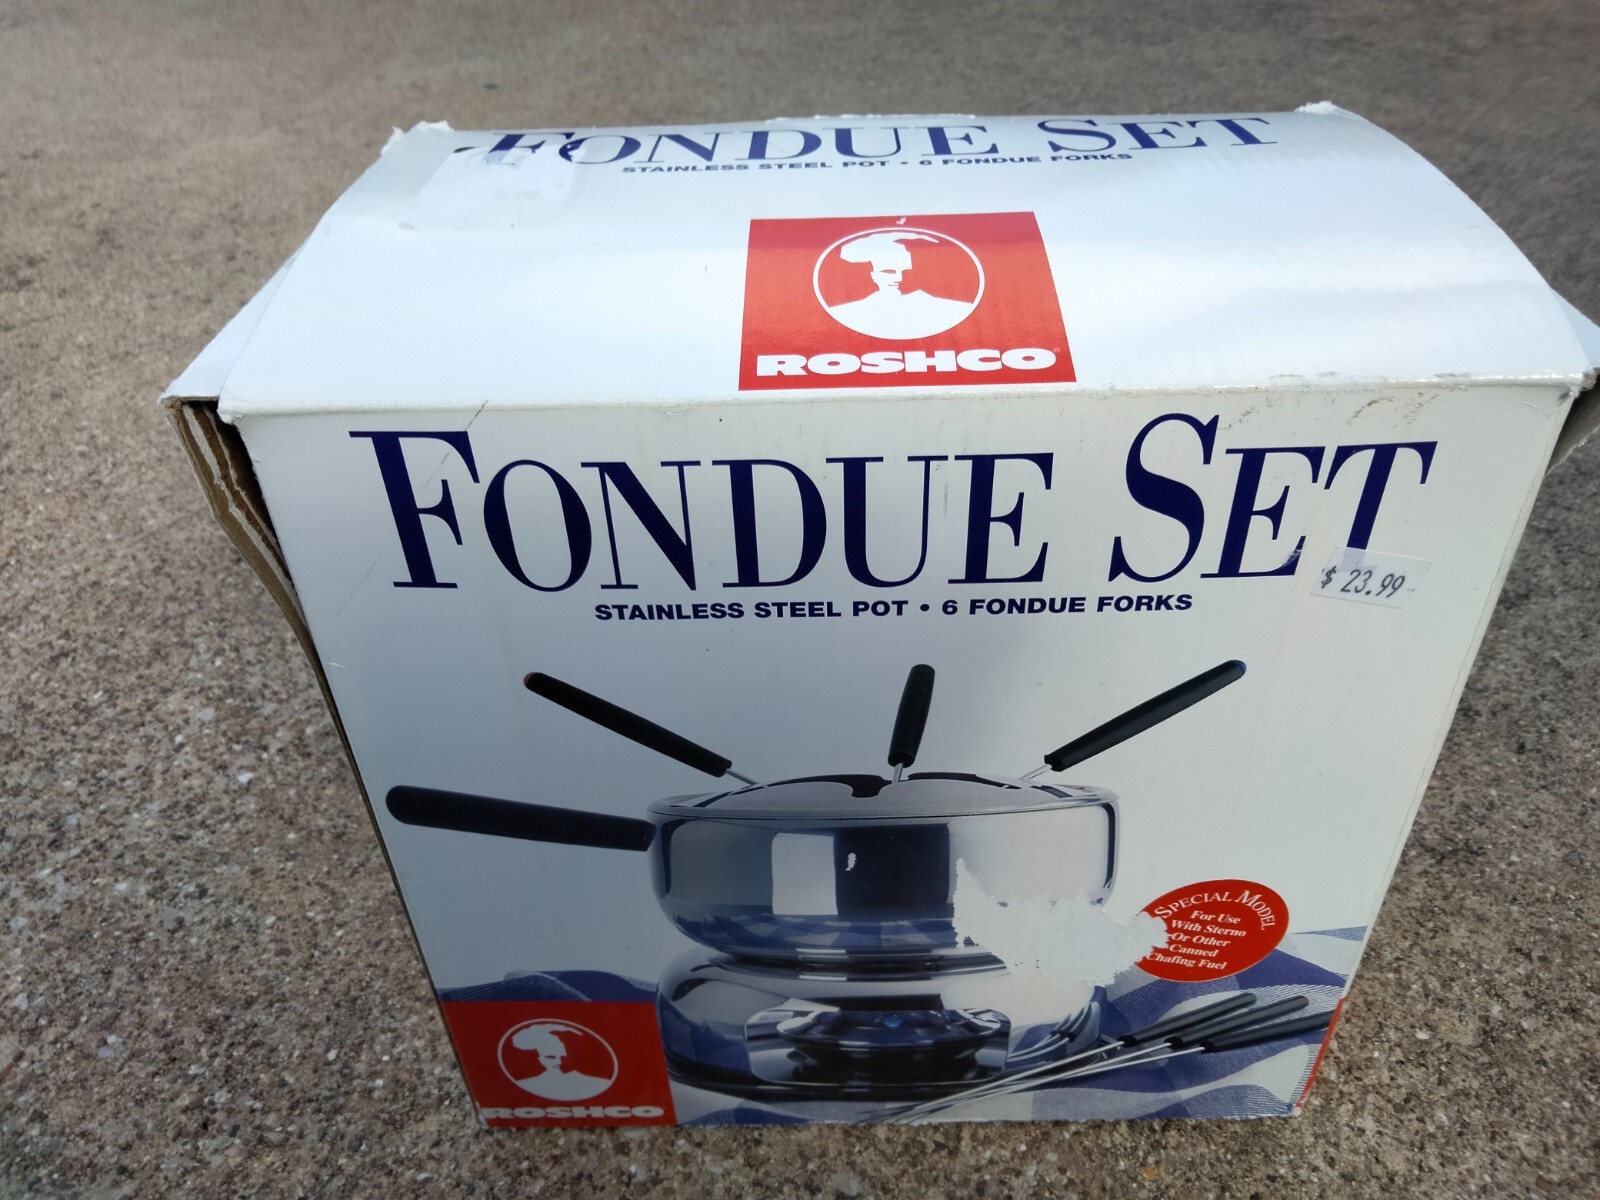 FONDUE SET
STAINLESS STEEL POT • 6 FONDUE FORKS
ROSHCO
FONDUE SET
$ 23.99
STAINLESS STEEL POT • 6 FONDUE FORKS
SPECIAL MODEL
For Use
With Sterno
Or Other
Canned
Chafing Fuel
ROSHCO